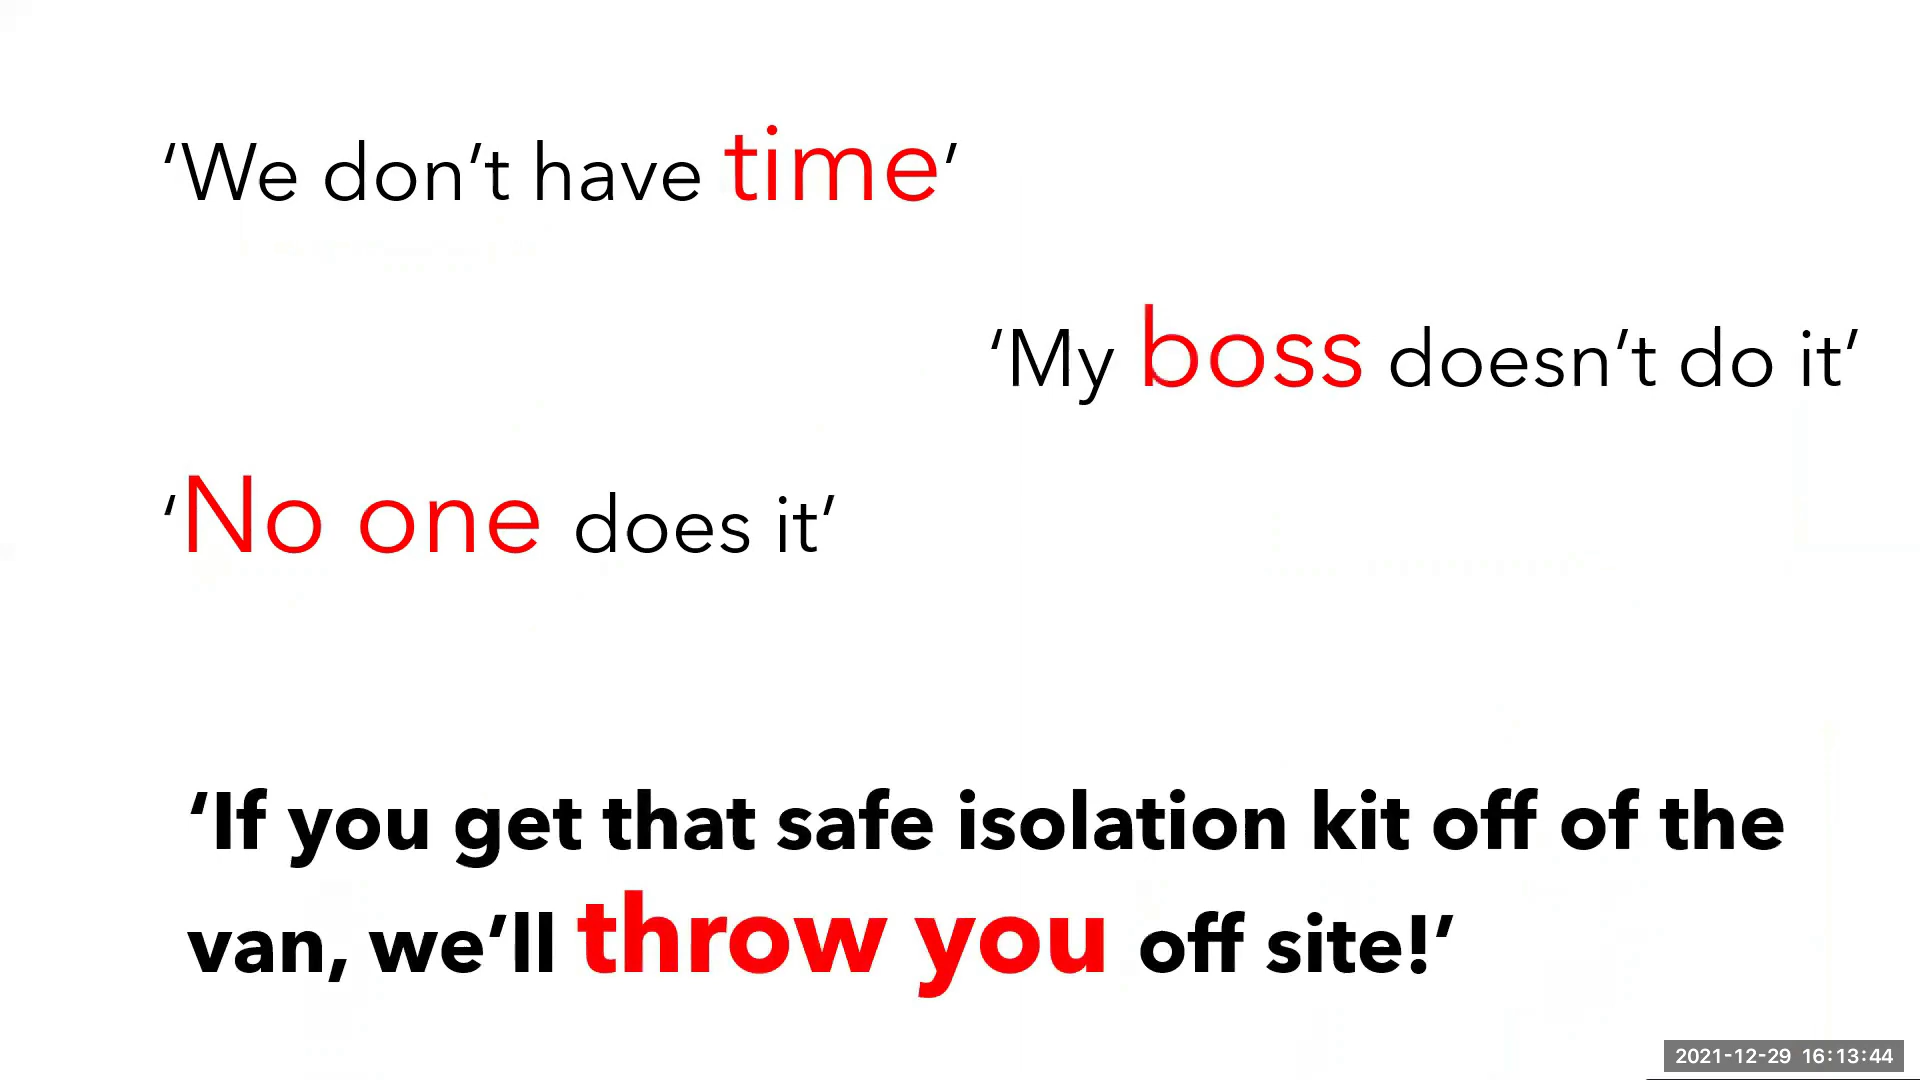 ‘We don’t have time’
‘My boss doesn’t do it’
‘No one does it’
‘If you get that safe isolation kit off of the
van, we’ll throw you off site!’
2021-12-29 16:13:44